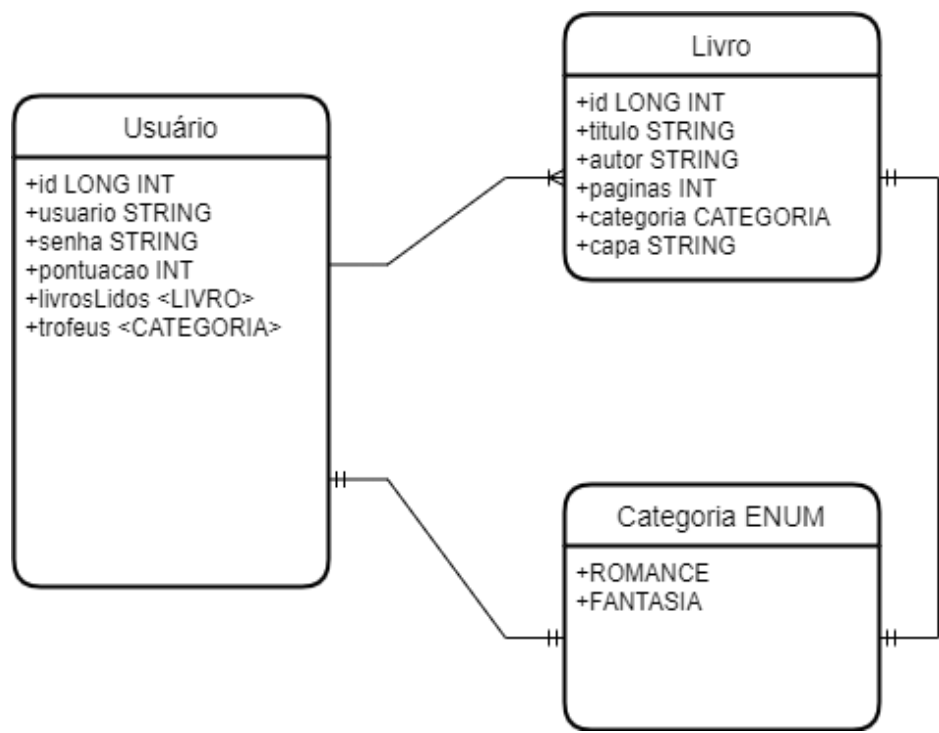 Usuário
+id LONG INT
+usuario STRING
+senha STRING
+pontuacao INT
+livrosLidos <LIVRO>
+trofeus <CATEGORIA>
Livro
+id LONG INT
+titulo STRING
+autor STRING
+paginas INT
+categoria CATEGORIA
+capa STRING
Categoria ENUM
+ROMANCE
+FANTASIA